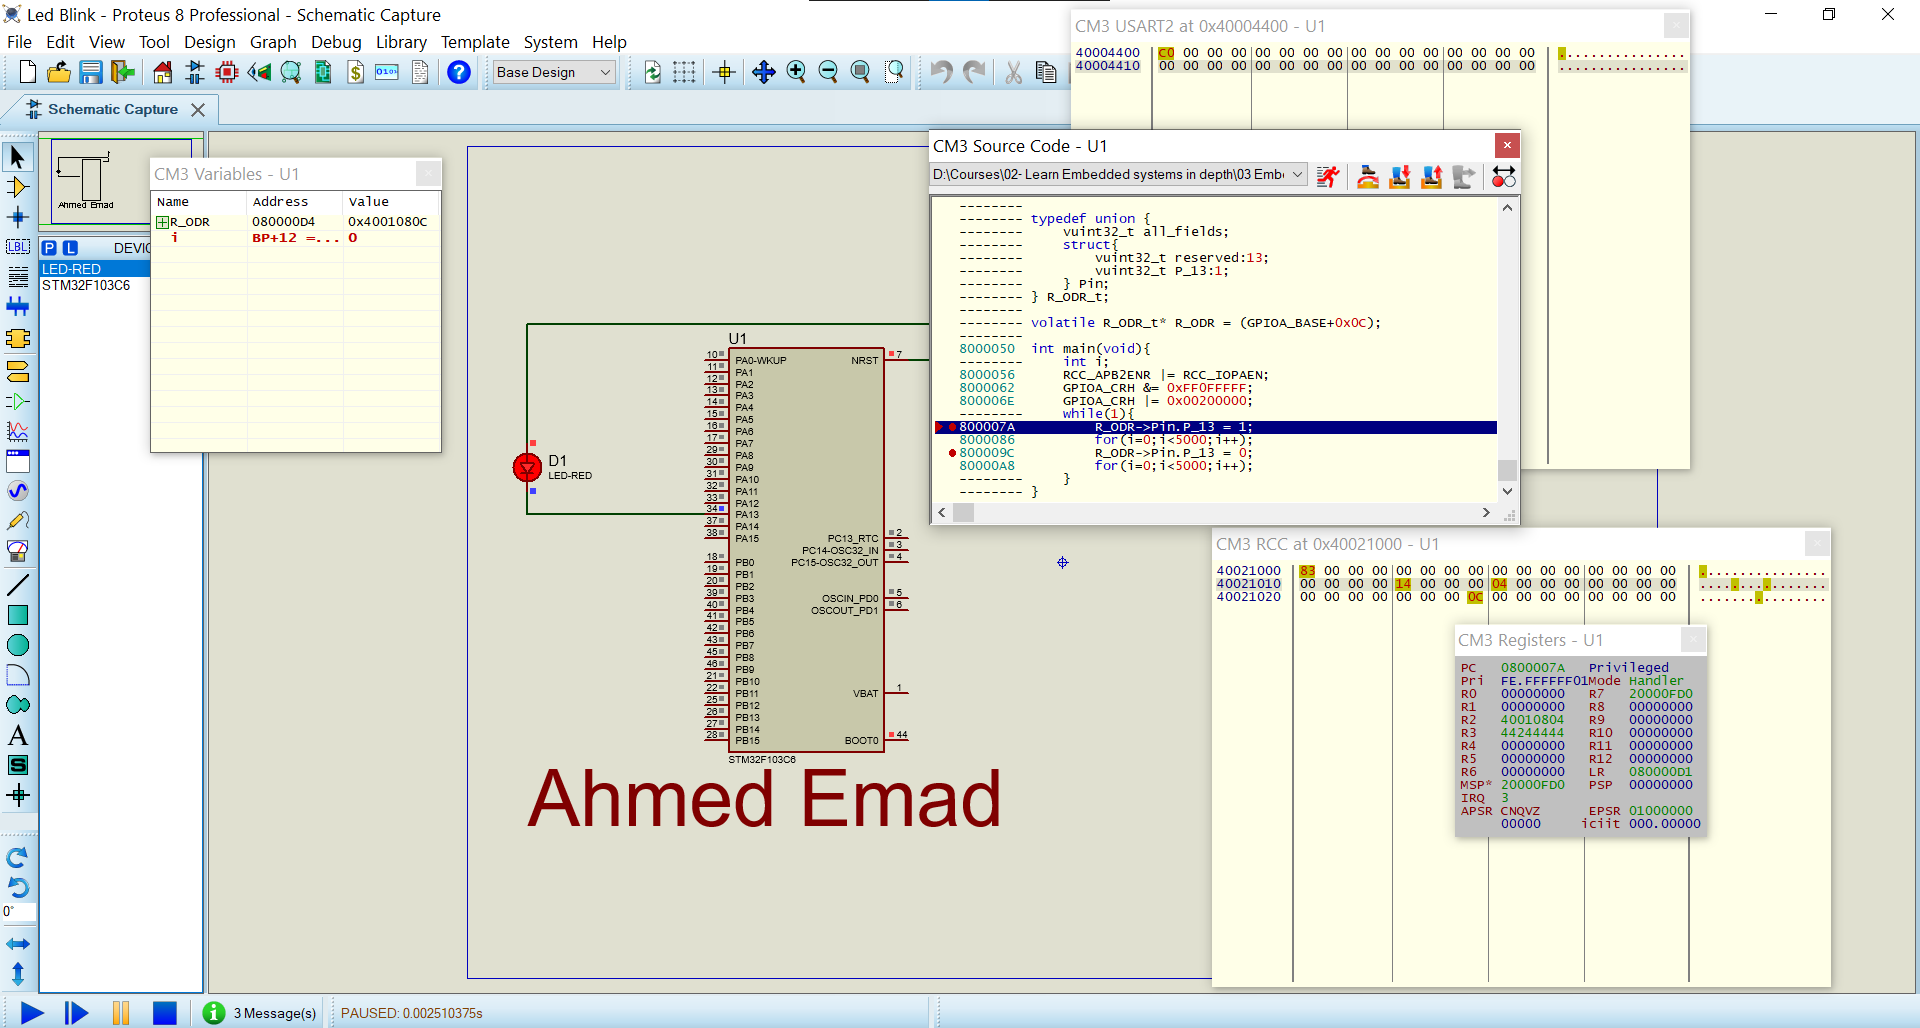 Led Blink - Proteus 8 Professional - Schematic Capture
File Edit View Tool Design Graph Debug Library Template System Help
Base Design
Schematic Capture
Ahmed Emad
P L DEVIC
LED-RED
STM32F103C6
CM3 Variables - U1
Name Address Value
R_ODR 080000D4 0x4001080C
i BP+12 =... 0
D1
LED-RED
U1
10 PA0-WKUP
11 PA1
12 PA2
13 PA3
14 PA4
15 PA5
16 PA6
17 PA7
29 PA8
30 PA9
31 PA10
32 PA11
33 PA12
34 PA13
37 PA14
38 PA15
18 PB0
19 PB1
20 PB2
39 PB3
40 PB4
41 PB5
42 PB6
43 PB7
45 PB8
46 PB9
21 PB10
22 PB11
25 PB12
26 PB13
27 PB14
28 PB15
NRST 7
PC13_RTC 2
PC14-OSC32_IN 3
PC15-OSC32_OUT 4
OSCIN_PD0 5
OSCOUT_PD1 6
VBAT 1
BOOT0 44
STM32F103C6
Ahmed Emad
CM3 USART2 at 0x40004400 - U1
40004400 C0 00 00 00 00 00 00 00 00 00 00 00 00 00 00 00 ................
40004410 00 00 00 00 00 00 00 00 00 00 00 00 00 00 00 00 ................
CM3 Source Code - U1
D:\Courses\02- Learn Embedded systems in depth\03 Embe
--------
-------- typedef union {
-------- vuint32_t all_fields;
-------- struct{
-------- vuint32_t reserved:13;
-------- vuint32_t P_13:1;
-------- } Pin;
-------- } R_ODR_t;
--------
-------- volatile R_ODR_t* R_ODR = (GPIOA_BASE+0x0C);
--------
8000050 int main(void){
-------- int i;
8000056 RCC_APB2ENR |= RCC_IOPAEN;
8000062 GPIOA_CRH &= 0xFF0FFFFF;
800006E GPIOA_CRH |= 0x00200000;
-------- while(1){
800007A R_ODR->Pin.P_13 = 1;
8000086 for(i=0;i<5000;i++);
800009C R_ODR->Pin.P_13 = 0;
80000A8 for(i=0;i<5000;i++);
-------- }
-------- }
CM3 RCC at 0x40021000 - U1
40021000 83 00 00 00 00 00 00 00 00 00 00 00 00 00 00 00 ................
40021010 00 00 00 00 14 00 00 00 04 00 00 00 00 00 00 00 ................
40021020 00 00 00 00 00 00 00 0C 00 00 00 00 00 00 00 00 ................
CM3 Registers - U1
PC 0800007A Privileged
Pri FE.FFFFFF01 Mode Handler
R0 00000000 R7 20000FD0
R1 00000000 R8 00000000
R2 40010804 R9 00000000
R3 44244444 R10 00000000
R4 00000000 R11 00000000
R5 00000000 R12 00000000
R6 00000000 LR 080000D1
MSP* 20000FD0 PSP 00000000
IRQ 3
APSR CNQVZ EPSR 01000000
00000 iciit 000.00000
0°
3 Message(s)
PAUSED: 0.002510375s